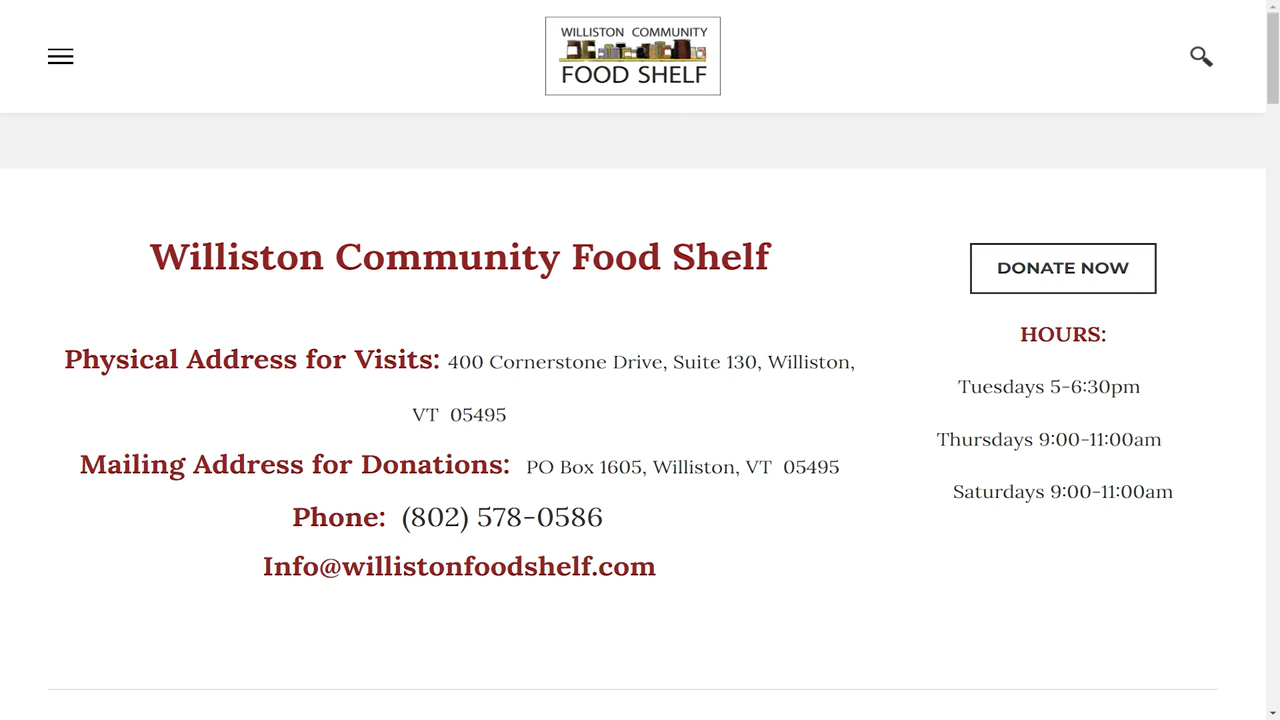 WILLISTON COMMUNITY
FOOD SHELF
Williston Community Food Shelf
Physical Address for Visits: 400 Cornerstone Drive, Suite 130, Williston,
VT 05495
Mailing Address for Donations: PO Box 1605, Williston, VT 05495
Phone: (802) 578-0586
Info@willistonfoodshelf.com
DONATE NOW
HOURS:
Tuesdays 5-6:30pm
Thursdays 9:00-11:00am
Saturdays 9:00-11:00am